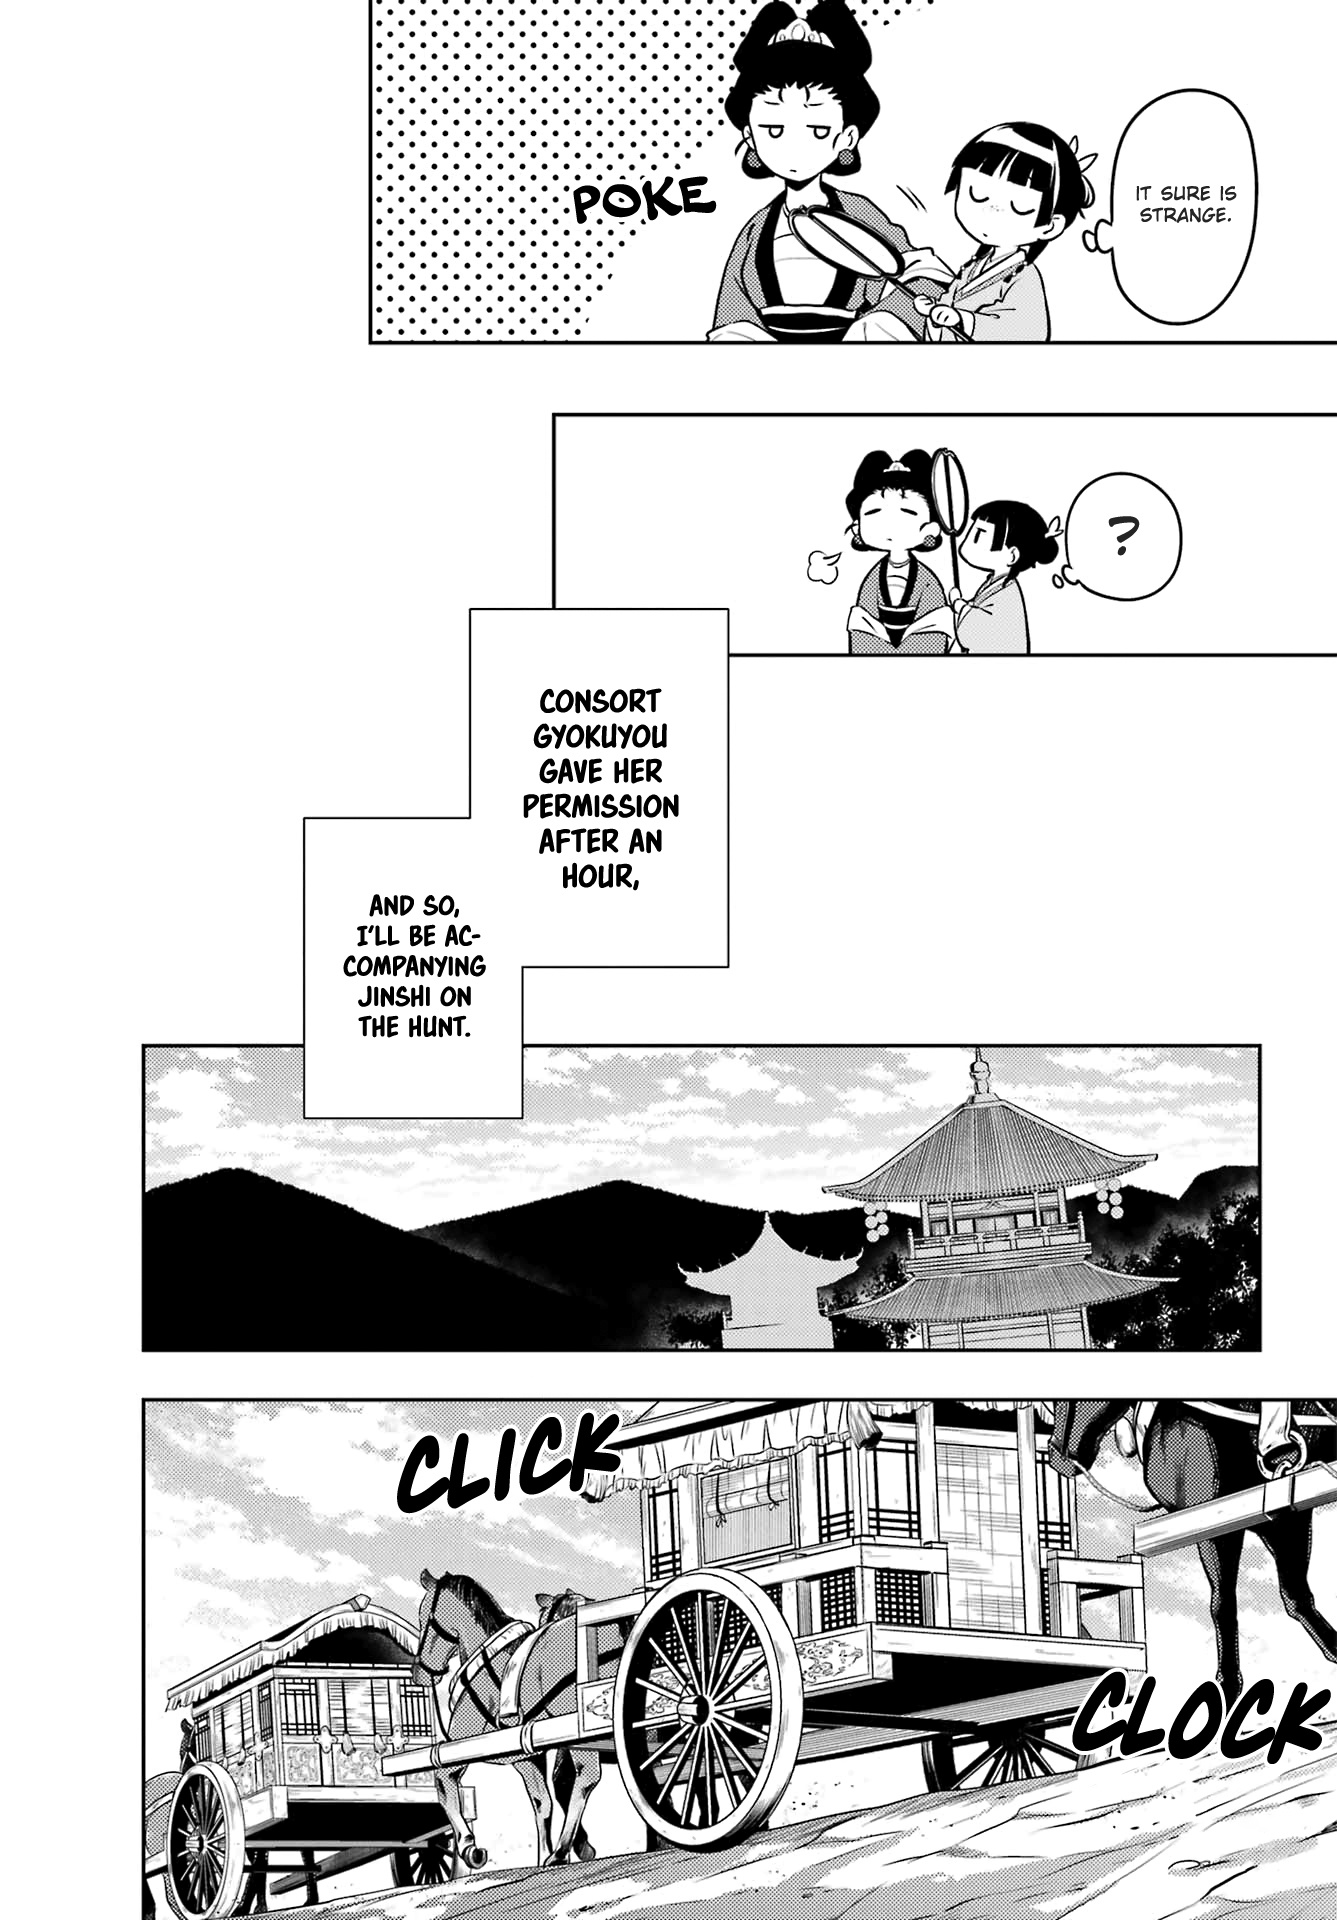 IT SURE IS
STRANGE.
POKE
?
CONSORT
GYOKUYOU
GAVE HER
PERMISSION
AFTER AN
HOUR,
AND SO,
I'LL BE AC-
COMPANYING
JINSHI ON
THE HUNT.
CLICK
CLOCK